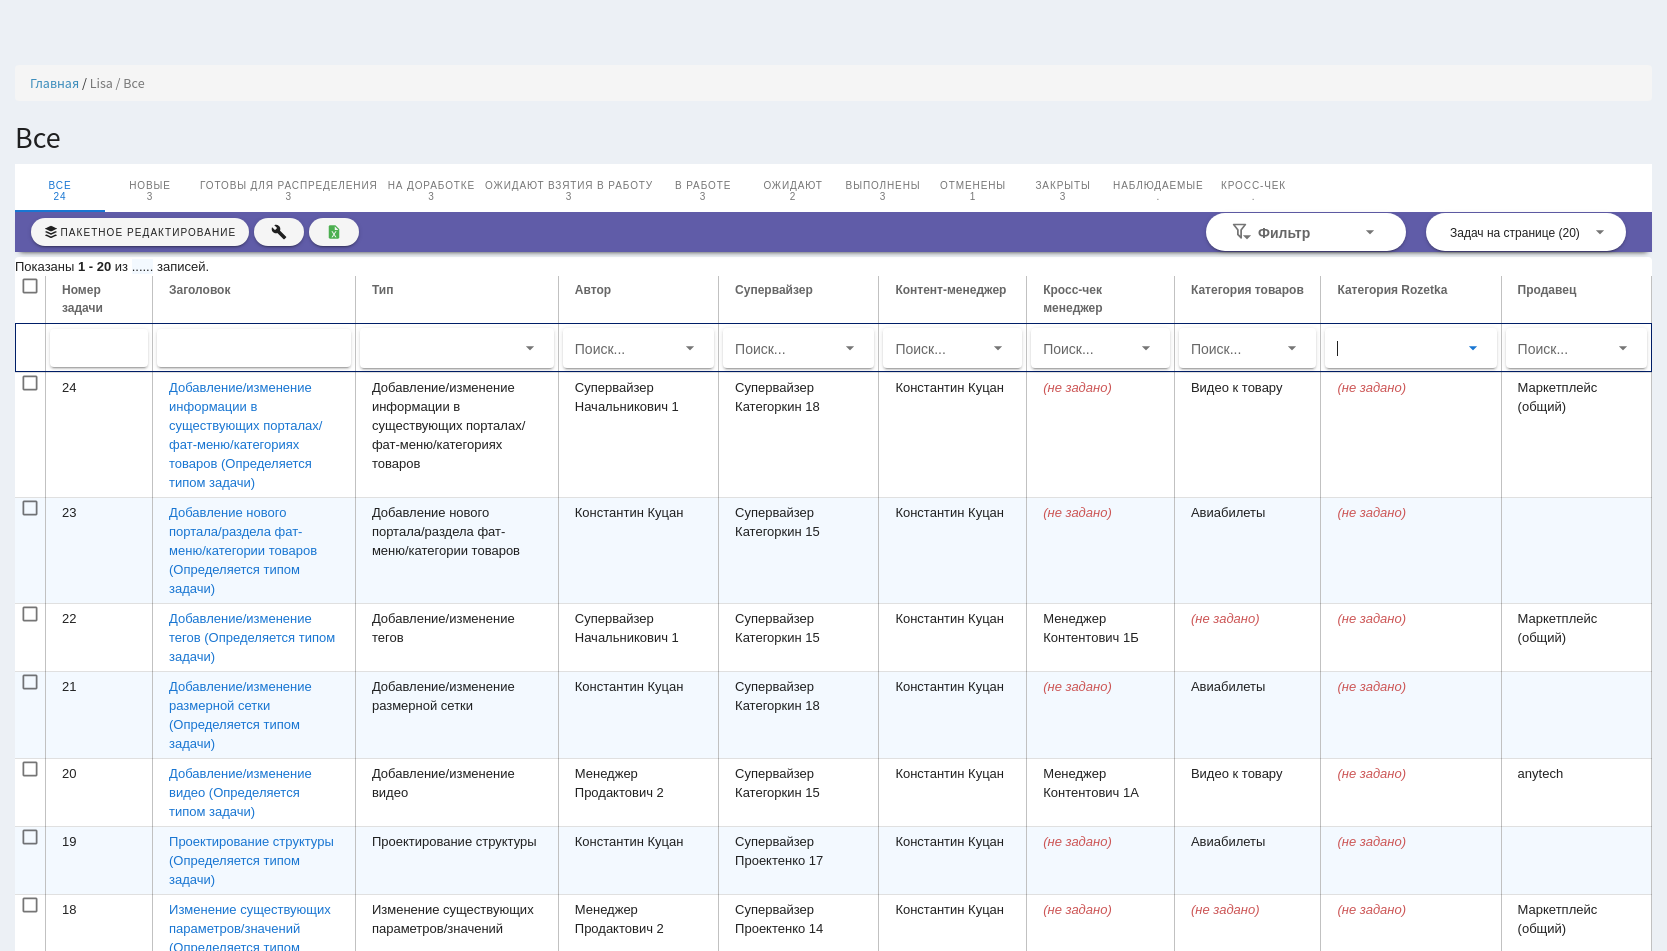 Главная / Lisa / Все
Все
ВСЕ НОВЫЕ ГОТОВЫ ДЛЯ РАСПРЕДЕЛЕНИЯ НА ДОРАБОТКЕ ОЖИДАЮТ ВЗЯТИЯ В РАБОТУ В РАБОТЕ ОЖИДАЮТ ВЫПОЛНЕНЫ ОТМЕНЕНЫ ЗАКРЫТЫ НАБЛЮДАЕМЫЕ КРОСС-ЧЕК
24 3 3 3 3 3 2 3 1 3 . .
ПАКЕТНОЕ РЕДАКТИРОВАНИЕ Фильтр Задач на странице (20)
Показаны 1 - 20 из ...... записей.
Номер Заголовок Тип Автор Супервайзер Контент-менеджер Кросс-чек Категория товаров Категория Rozetka Продавец
задачи менеджер
Поиск... Поиск... Поиск... Поиск... Поиск... Поиск...
24 Добавление/изменение Добавление/изменение Супервайзер Супервайзер Константин Куцан (не задано) Видео к товару (не задано) Маркетплейс
информации в информации в Начальникович 1 Категоркин 18 (общий)
существующих порталах/ существующих порталах/
фат-меню/категориях фат-меню/категориях
товаров (Определяется товаров
типом задачи)
23 Добавление нового Добавление нового Константин Куцан Супервайзер Константин Куцан (не задано) Авиабилеты (не задано)
портала/раздела фат- портала/раздела фат- Категоркин 15
меню/категории товаров меню/категории товаров
(Определяется типом
задачи)
22 Добавление/изменение Добавление/изменение Супервайзер Супервайзер Константин Куцан Менеджер (не задано) (не задано) Маркетплейс
тегов (Определяется типом тегов Начальникович 1 Категоркин 15 Контентович 1Б (общий)
задачи)
21 Добавление/изменение Добавление/изменение Константин Куцан Супервайзер Константин Куцан (не задано) Авиабилеты (не задано)
размерной сетки размерной сетки Категоркин 18
(Определяется типом
задачи)
20 Добавление/изменение Добавление/изменение Менеджер Супервайзер Константин Куцан Менеджер Видео к товару (не задано) anytech
видео (Определяется видео Продактович 2 Категоркин 15 Контентович 1А
типом задачи)
19 Проектирование структуры Проектирование структуры Константин Куцан Супервайзер Константин Куцан (не задано) Авиабилеты (не задано)
(Определяется типом Проектенко 17
задачи)
18 Изменение существующих Изменение существующих Менеджер Супервайзер Константин Куцан (не задано) (не задано) (не задано) Маркетплейс
параметров/значений параметров/значений Продактович 2 Проектенко 14 (общий)
(Определяется типом